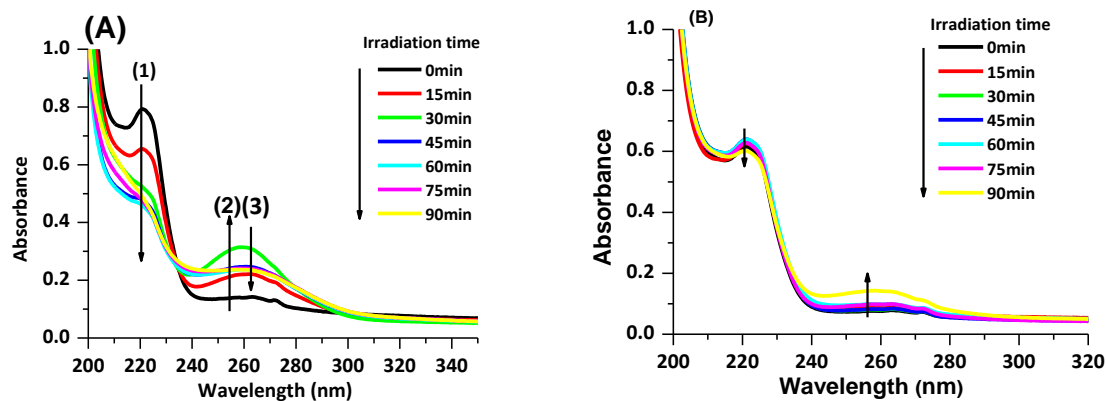 (A)
Absorbance
1.0
0.8
0.6
0.4
0.2
0.0
200 220 240 260 280 300 320 340
Wavelength (nm)
(1)
(2)(3)
Irradiation time
0min
15min
30min
45min
60min
75min
90min
(B)
Absorbance
1.0
0.8
0.6
0.4
0.2
0.0
200 220 240 260 280 300 320
Wavelength (nm)
Irradiation time
0min
15min
30min
45min
60min
75min
90min